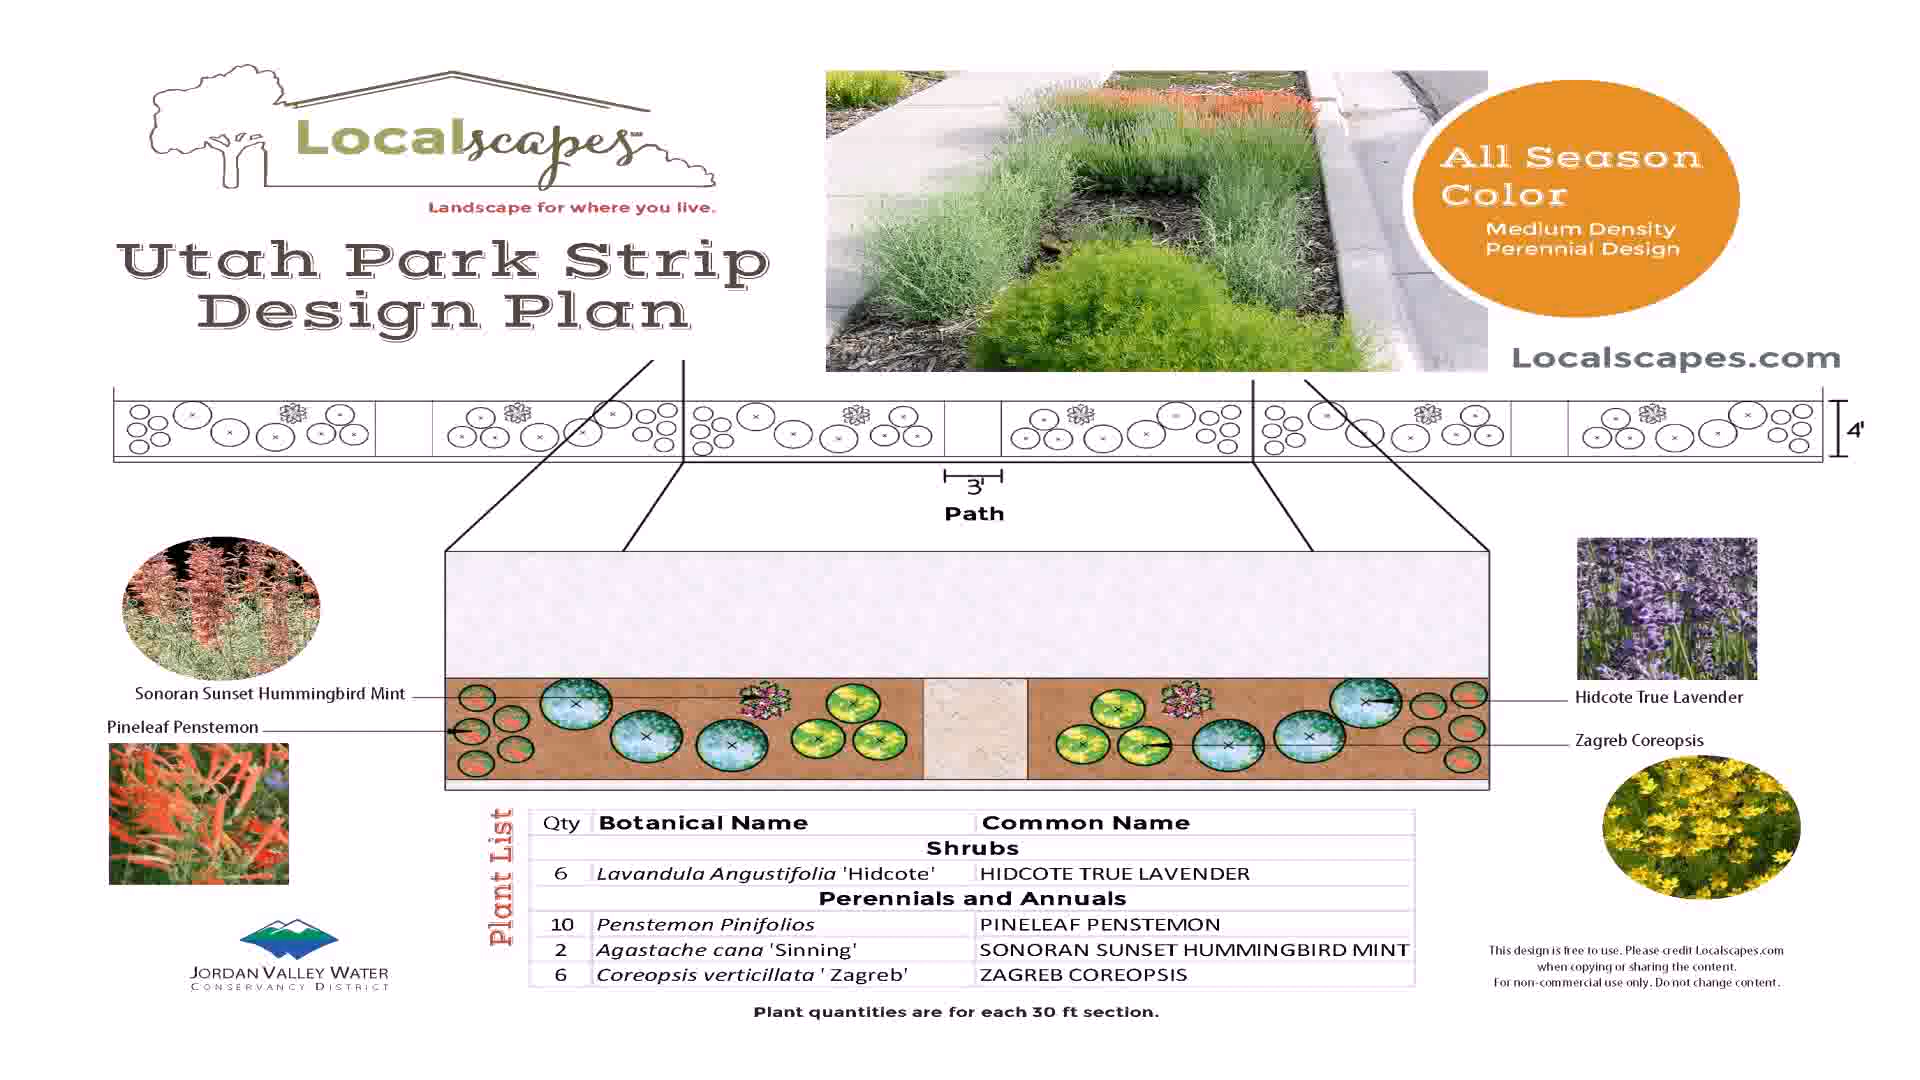 Localscapes™
Landscape for where you live.
Utah Park Strip
Design Plan
All Season
Color
Medium Density
Perennial Design
Localscapes.com
4'
3'
Path
Sonoran Sunset Hummingbird Mint
Pineleaf Penstemon
Hidcote True Lavender
Zagreb Coreopsis
Plant List
Qty Botanical Name Common Name
Shrubs
6 Lavandula Angustifolia 'Hidcote' HIDCOTE TRUE LAVENDER
Perennials and Annuals
10 Penstemon Pinifolios PINELEAF PENSTEMON
2 Agastache cana 'Sinning' SONORAN SUNSET HUMMINGBIRD MINT
6 Coreopsis verticillata ' Zagreb' ZAGREB COREOPSIS
Plant quantities are for each 30 ft section.
JORDAN VALLEY WATER
CONSERVANCY DISTRICT
This design is free to use. Please credit Localscapes.com
when copying or sharing the content.
For non-commercial use only. Do not change content.